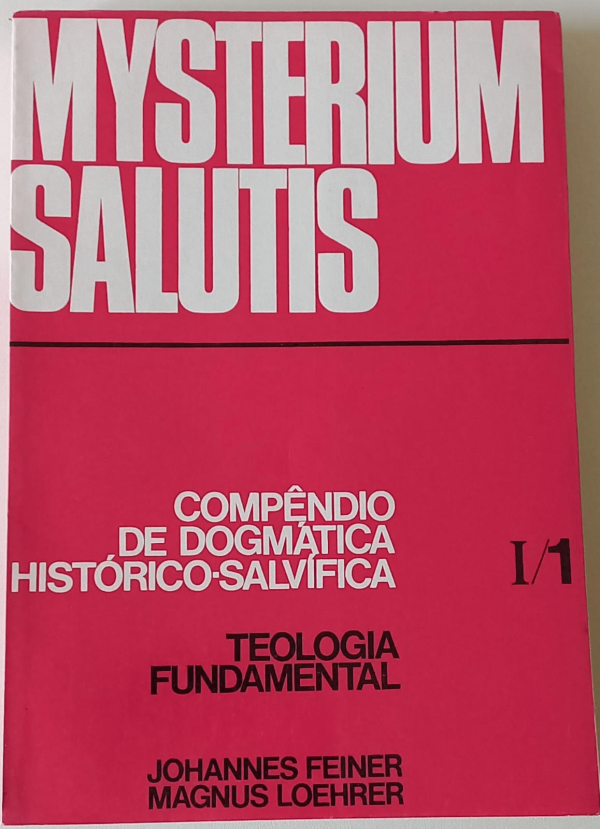 MYSTERIUM
SALUTIS
COMPÊNDIO
DE DOGMÁTICA
HISTÓRICO-SALVÍFICA
I/1
TEOLOGIA
FUNDAMENTAL
JOHANNES FEINER
MAGNUS LOEHRER